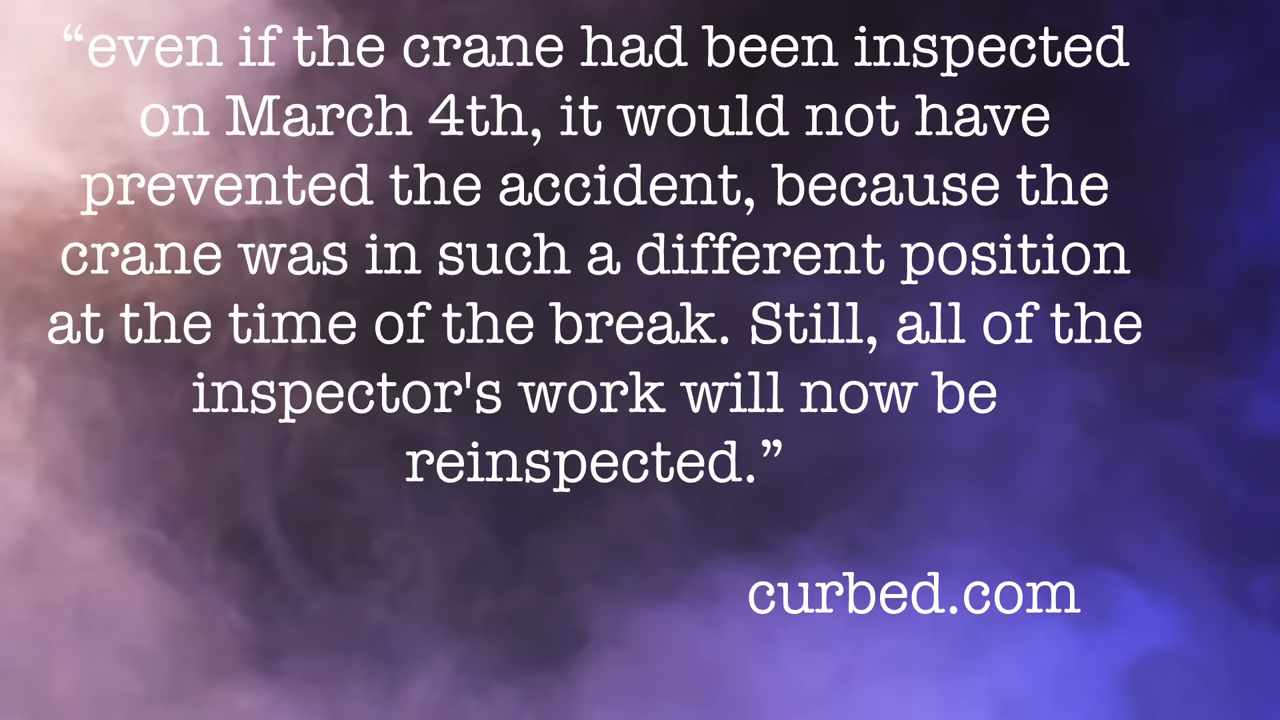 “even if the crane had been inspected
on March 4th, it would not have
prevented the accident, because the
crane was in such a different position
at the time of the break. Still, all of the
inspector's work will now be
reinspected.”
curbed.com